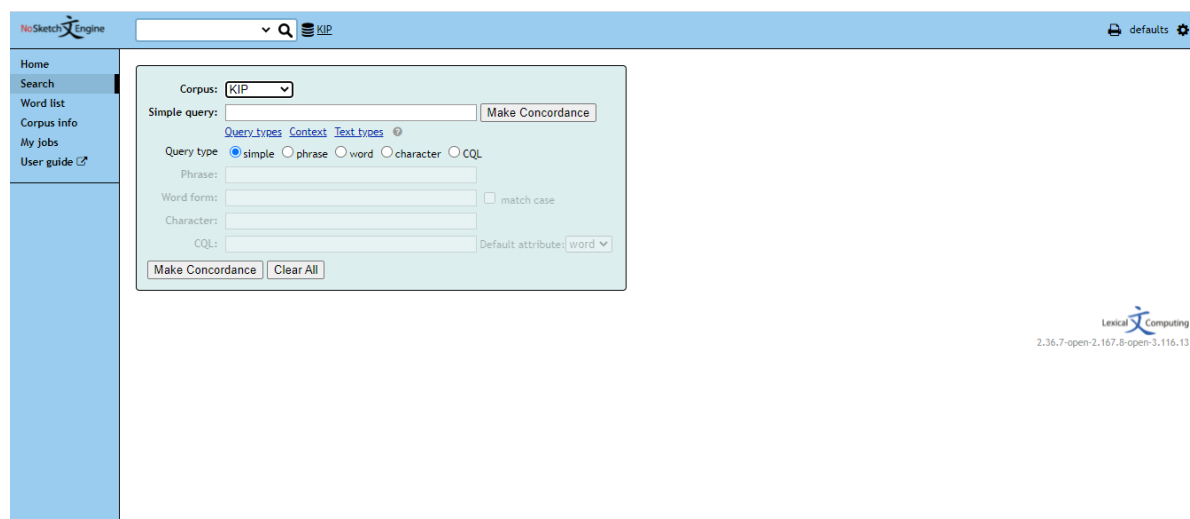 NoSketch Engine
KIP
defaults
Home
Search
Word list
Corpus info
My jobs
User guide
Corpus: KIP
Simple query: Make Concordance
Query types Context Text types ?
Query type simple phrase word character CQL
Phrase:
Word form: match case
Character:
CQL: Default attribute: word
Make Concordance Clear All
Lexical Computing
2.36.7-open-2.167.8-open-3.116.13